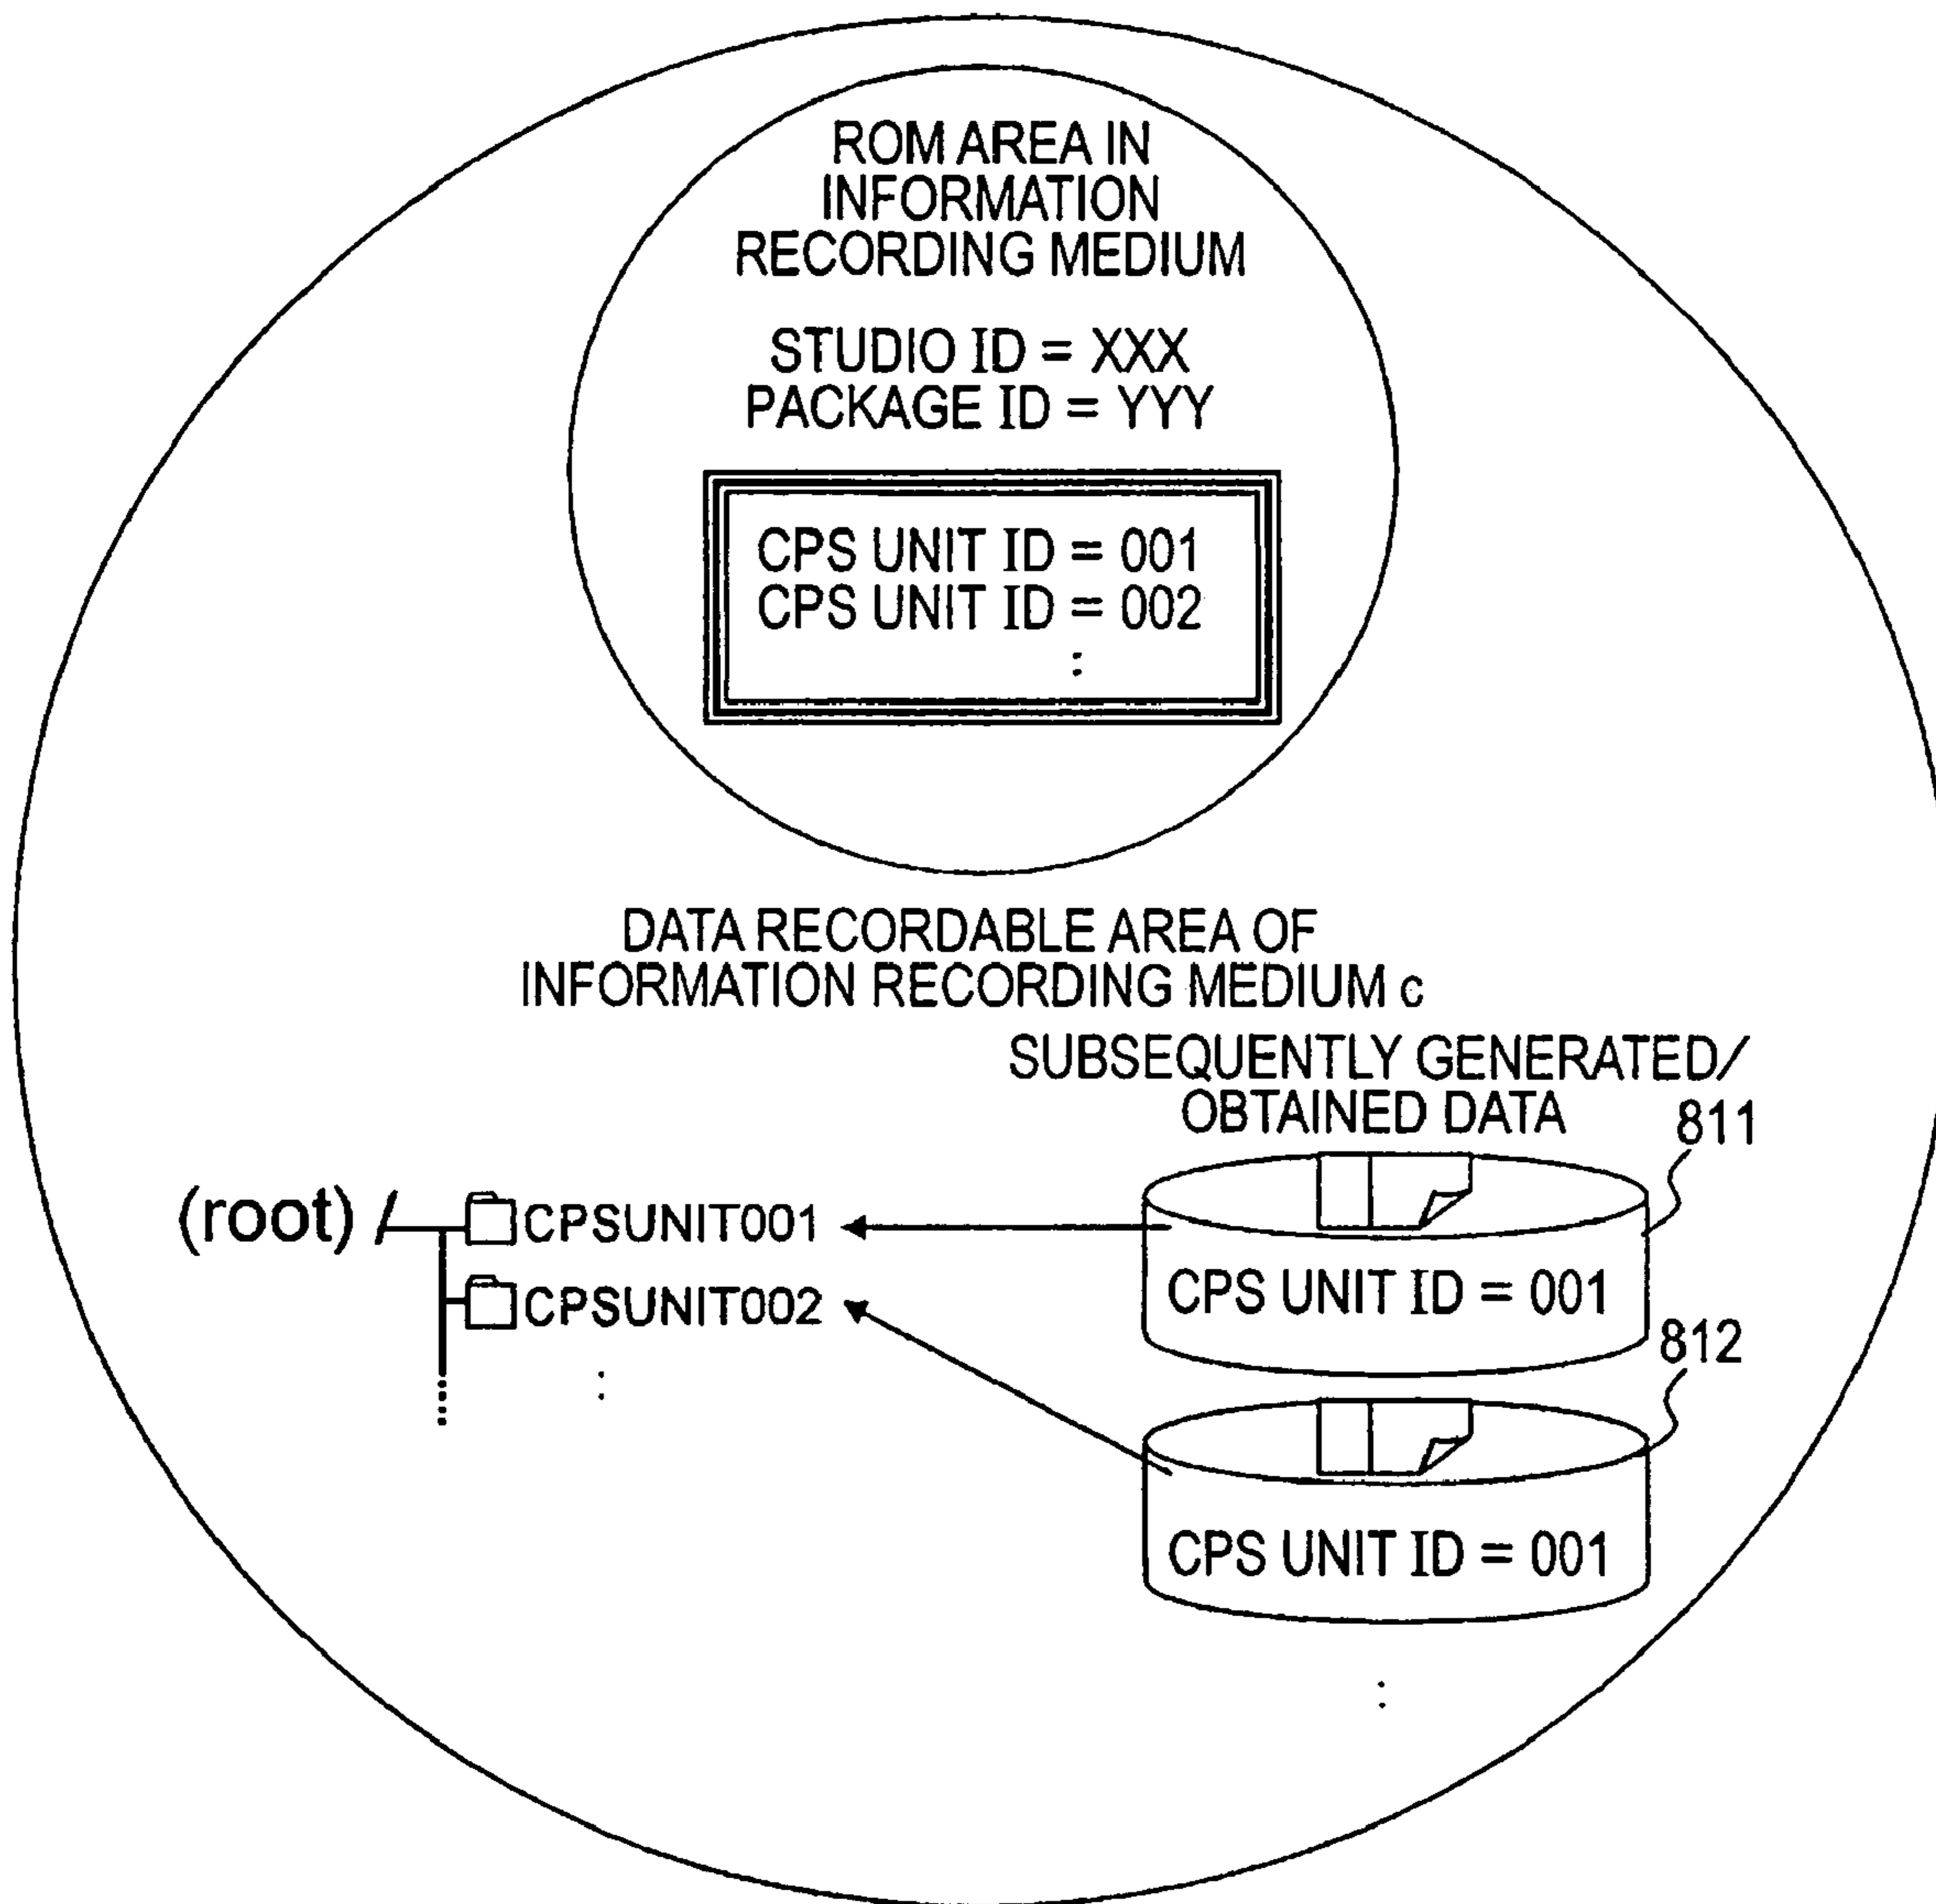 ROM AREA IN
INFORMATION
RECORDING MEDIUM
STUDIO ID = XXX
PACKAGE ID = YYY
CPS UNIT ID = 001
CPS UNIT ID = 002
:
DATA RECORDABLE AREA OF
INFORMATION RECORDING MEDIUM c
SUBSEQUENTLY GENERATED/
OBTAINED DATA
811
(root) /
CPSUNIT001
CPS UNIT ID = 001
CPSUNIT002
812
:
CPS UNIT ID = 001
: